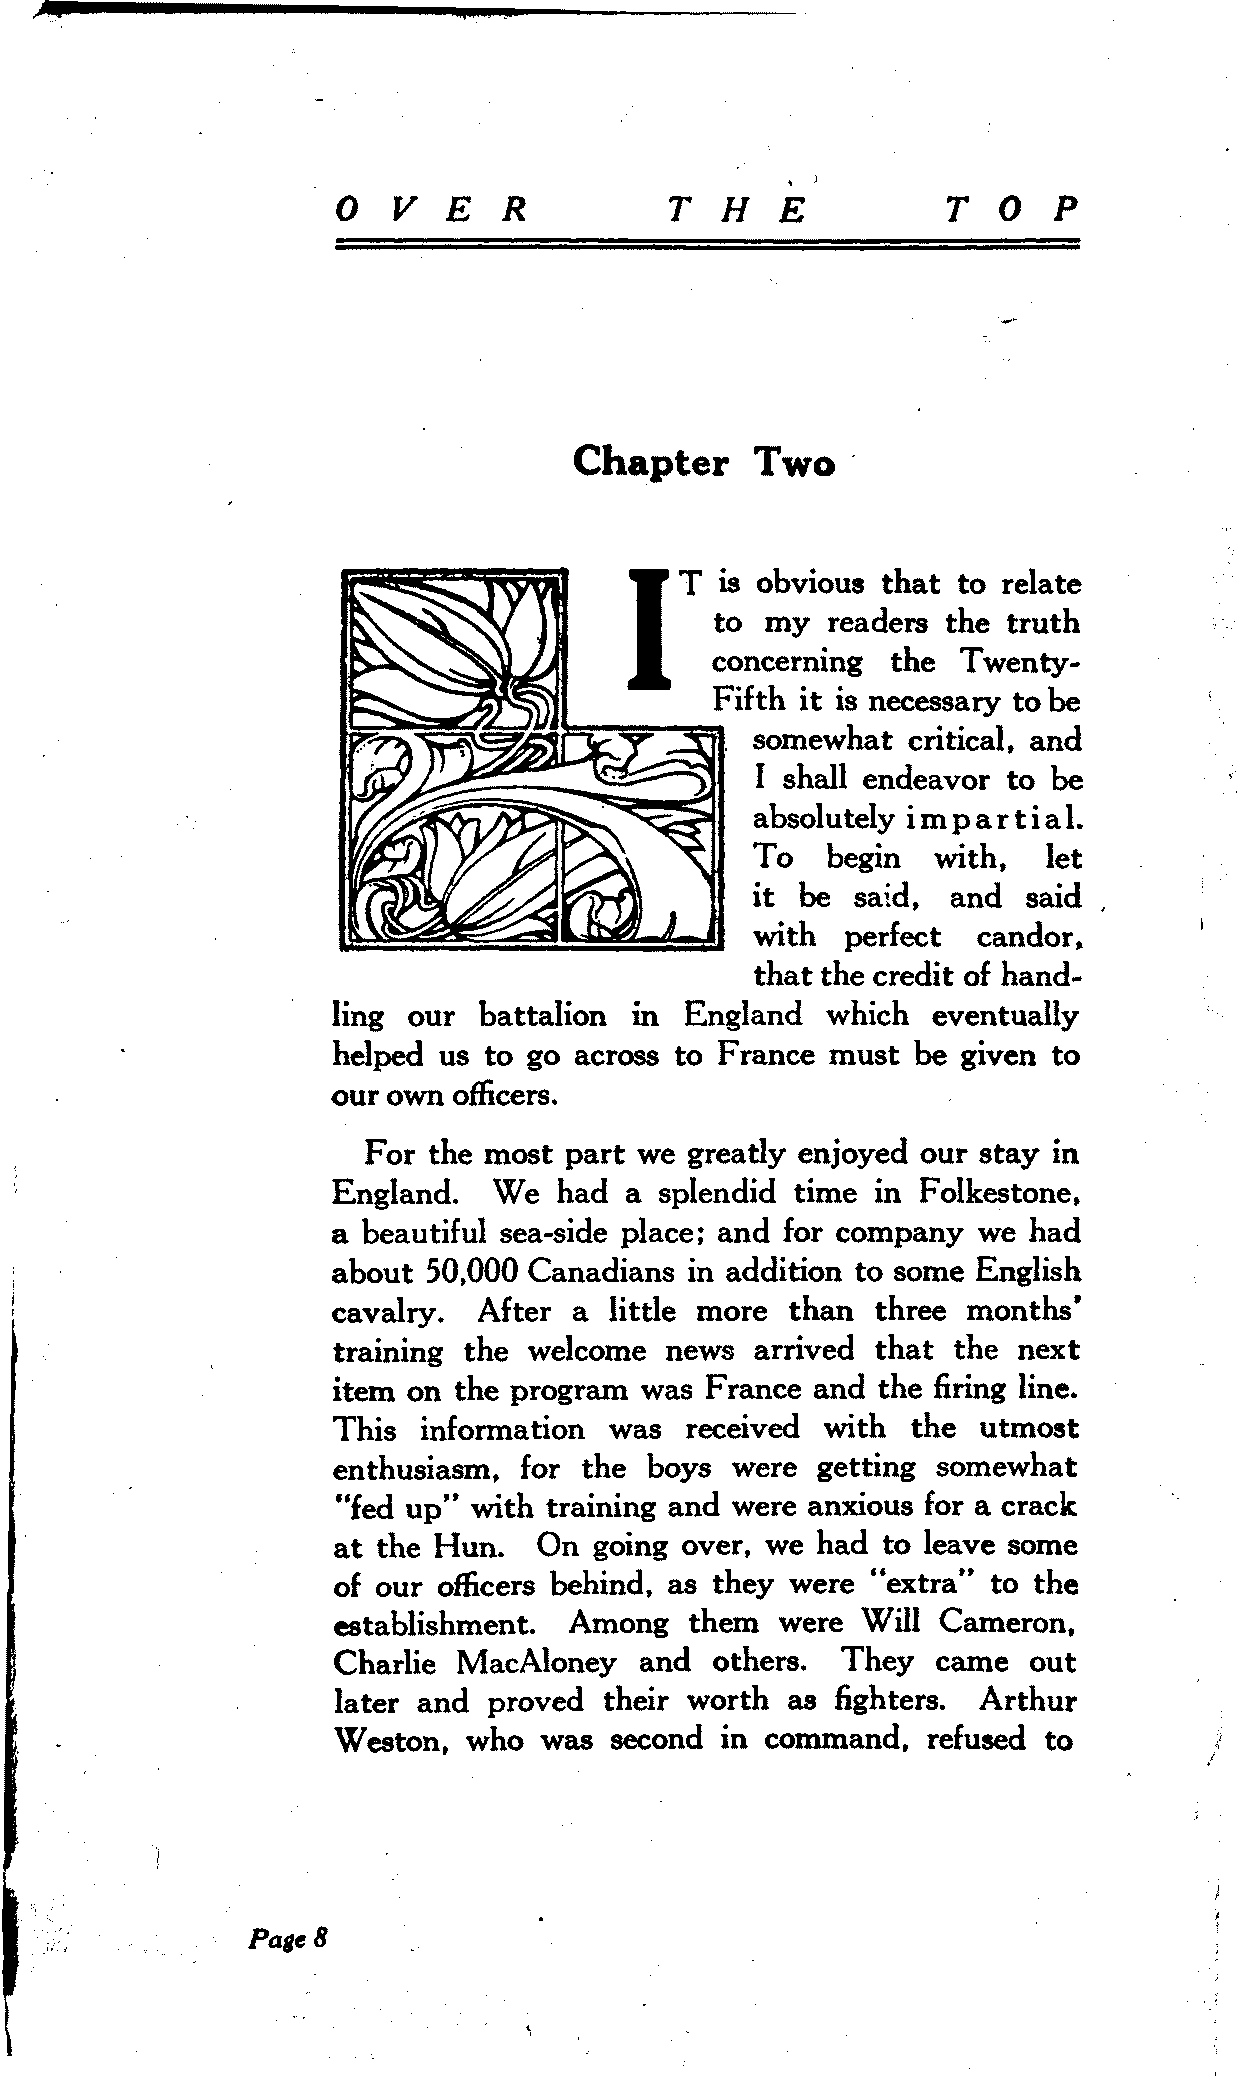 OVER THE TOP
Chapter Two
IT is obvious that to relate
to my readers the truth
concerning the Twenty-
Fifth it is necessary to be
somewhat critical, and
I shall endeavor to be
absolutely impartial.
To begin with, let
it be said, and said
with perfect candor,
that the credit of hand-
ling our battalion in England which eventually
helped us to go across to France must be given to
our own officers.
For the most part we greatly enjoyed our stay in
England. We had a splendid time in Folkestone,
a beautiful sea-side place; and for company we had
about 50,000 Canadians in addition to some English
cavalry. After a little more than three months'
training the welcome news arrived that the next
item on the program was France and the firing line.
This information was received with the utmost
enthusiasm, for the boys were getting somewhat
"fed up" with training and were anxious for a crack
at the Hun. On going over, we had to leave some
of our officers behind, as they were "extra" to the
establishment. Among them were Will Cameron,
Charlie MacAloney and others. They came out
later and proved their worth as fighters. Arthur
Weston, who was second in command, refused to
Page 8